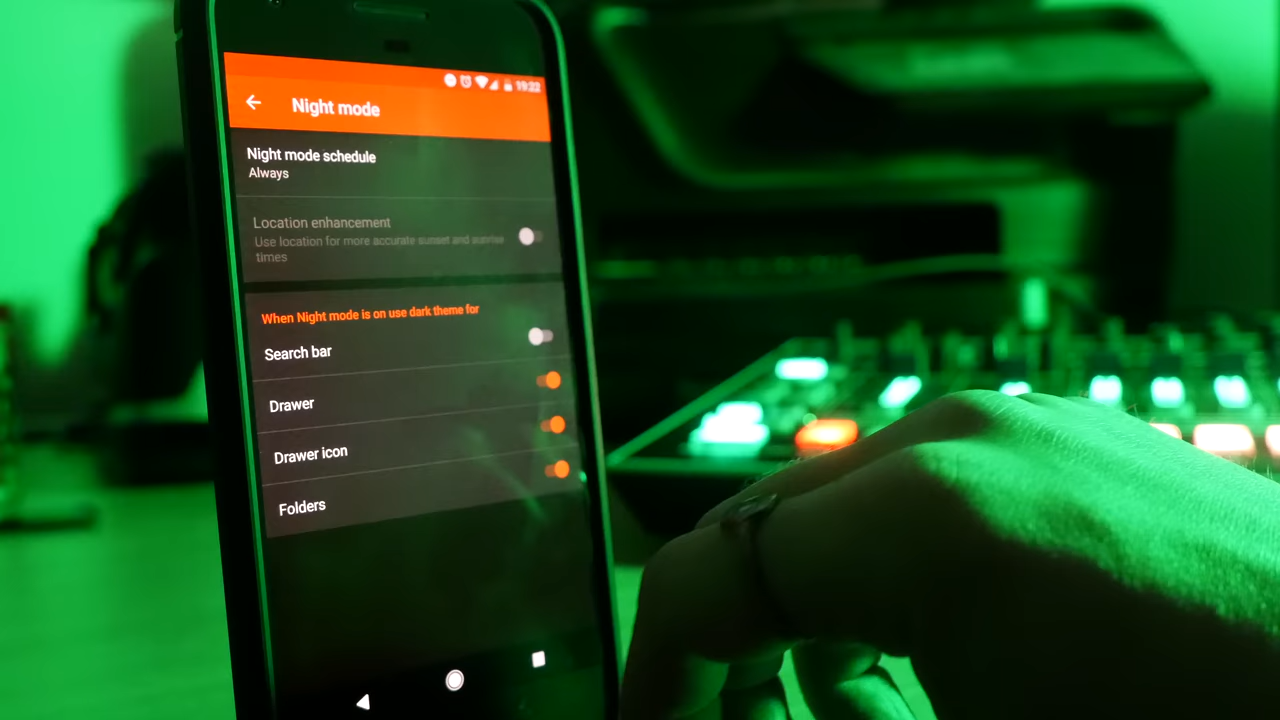 19:22
Night mode
Night mode schedule
Always
Location enhancement
Use location for more accurate sunset and sunrise
times
When Night mode is on use dark theme for
Search bar
Drawer
Drawer icon
Folders